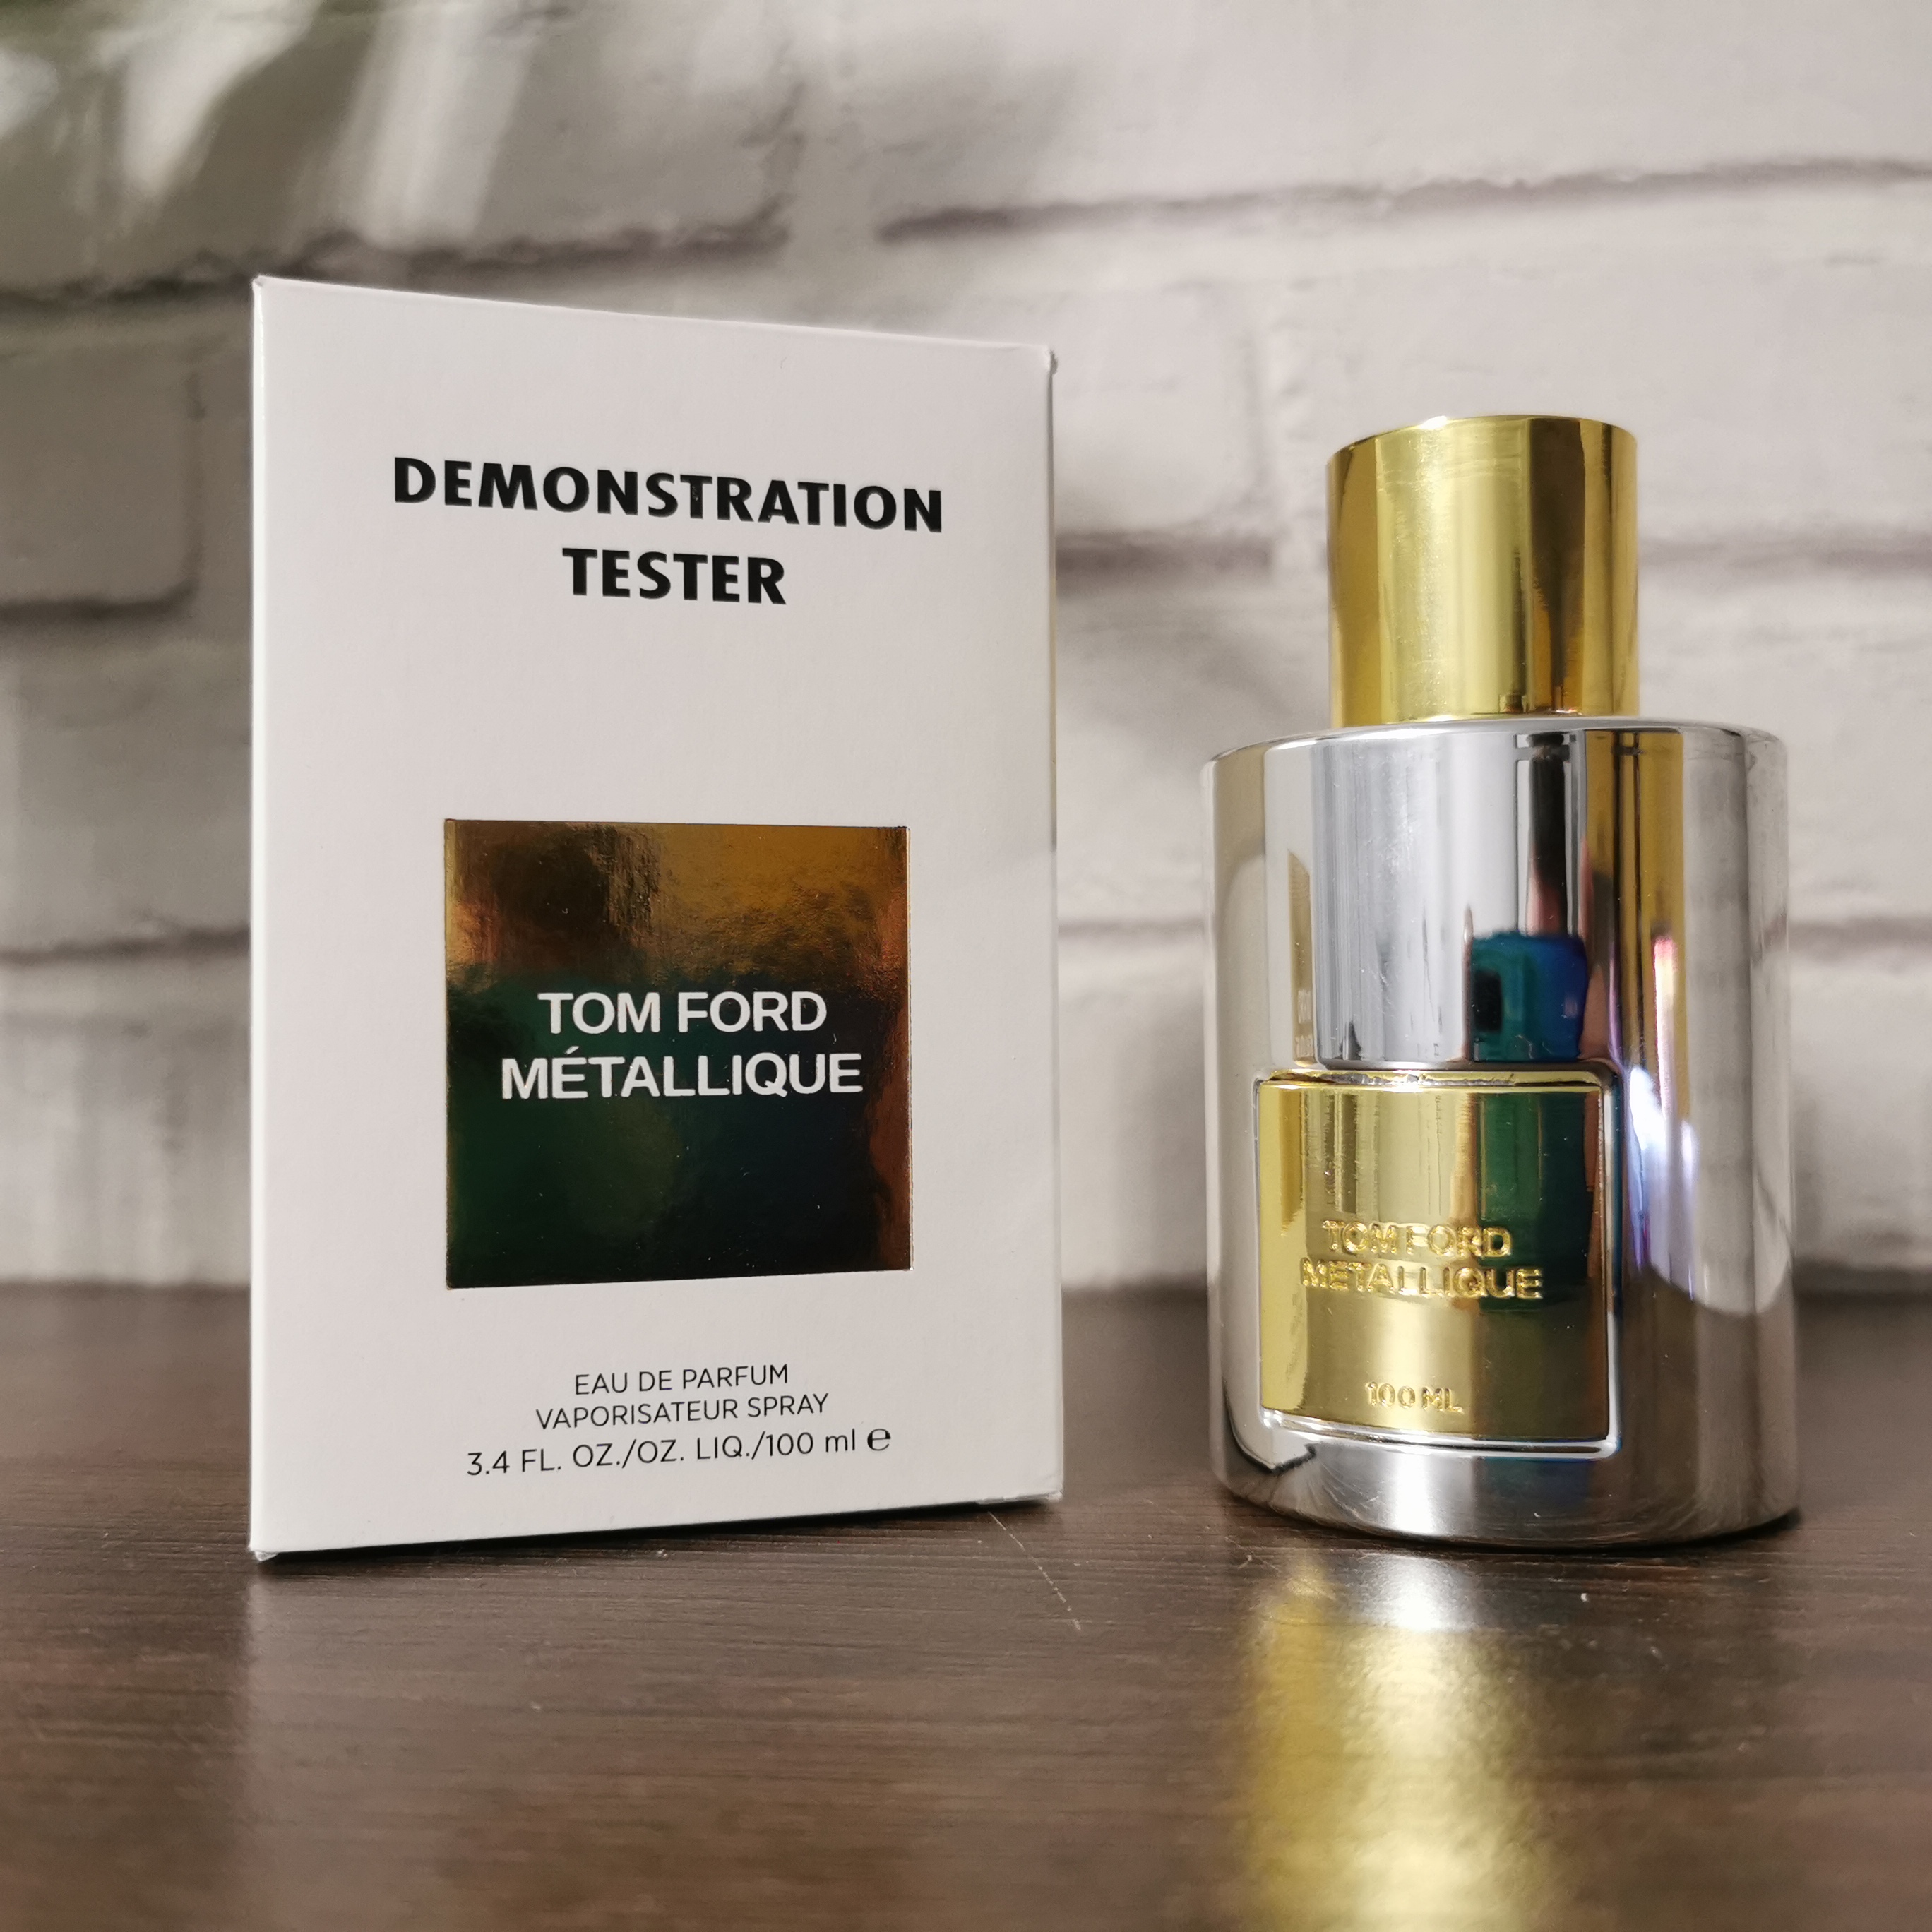 DEMONSTRATION
TESTER
TOM FORD
MÉTALLIQUE
EAU DE PARFUM
VAPORISATEUR SPRAY
3.4 FL. OZ./OZ. LIQ./100 ml ℮
TOM FORD
MÉTALLIQUE
100 ML